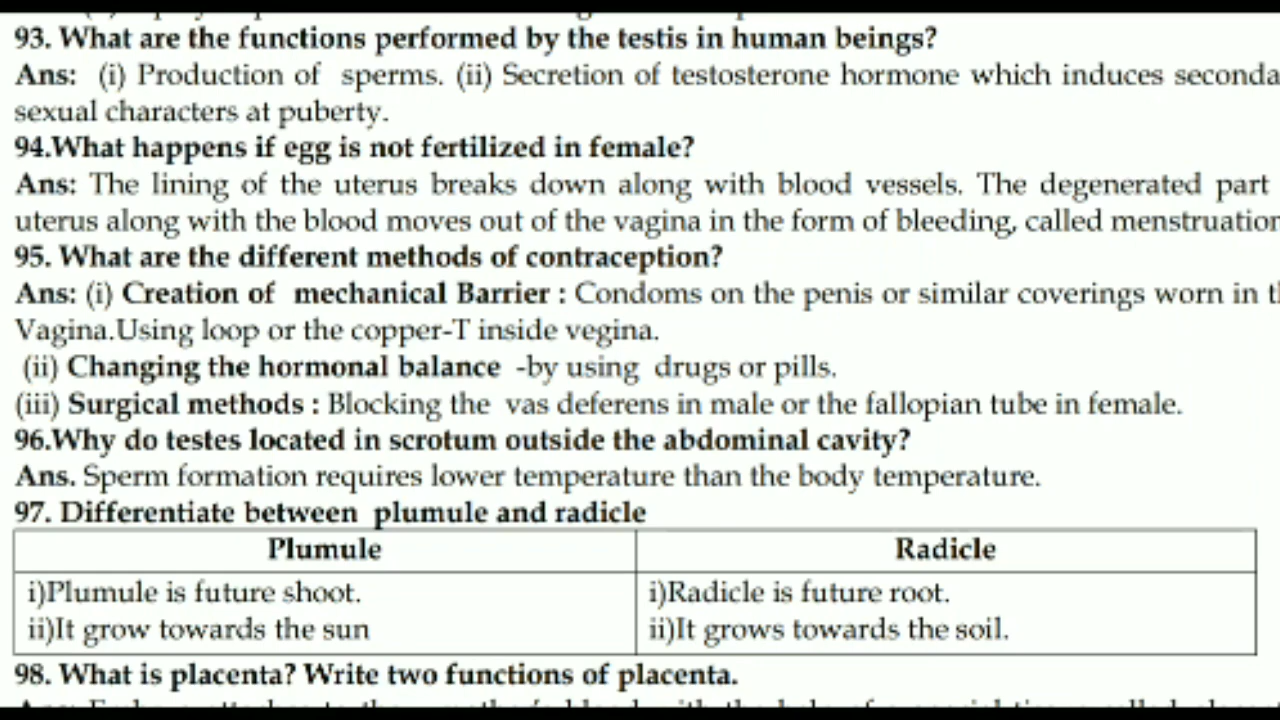 93. What are the functions performed by the testis in human beings?
Ans: (i) Production of sperms. (ii) Secretion of testosterone hormone which induces seconda
sexual characters at puberty.
94.What happens if egg is not fertilized in female?
Ans: The lining of the uterus breaks down along with blood vessels. The degenerated part
uterus along with the blood moves out of the vagina in the form of bleeding, called menstruation
95. What are the different methods of contraception?
Ans: (i) Creation of mechanical Barrier : Condoms on the penis or similar coverings worn in th
Vagina.Using loop or the copper-T inside vegina.
(ii) Changing the hormonal balance -by using drugs or pills.
(iii) Surgical methods : Blocking the vas deferens in male or the fallopian tube in female.
96.Why do testes located in scrotum outside the abdominal cavity?
Ans. Sperm formation requires lower temperature than the body temperature.
97. Differentiate between plumule and radicle
Plumule Radicle
i)Plumule is future shoot. i)Radicle is future root.
ii)It grow towards the sun ii)It grows towards the soil.
98. What is placenta? Write two functions of placenta.